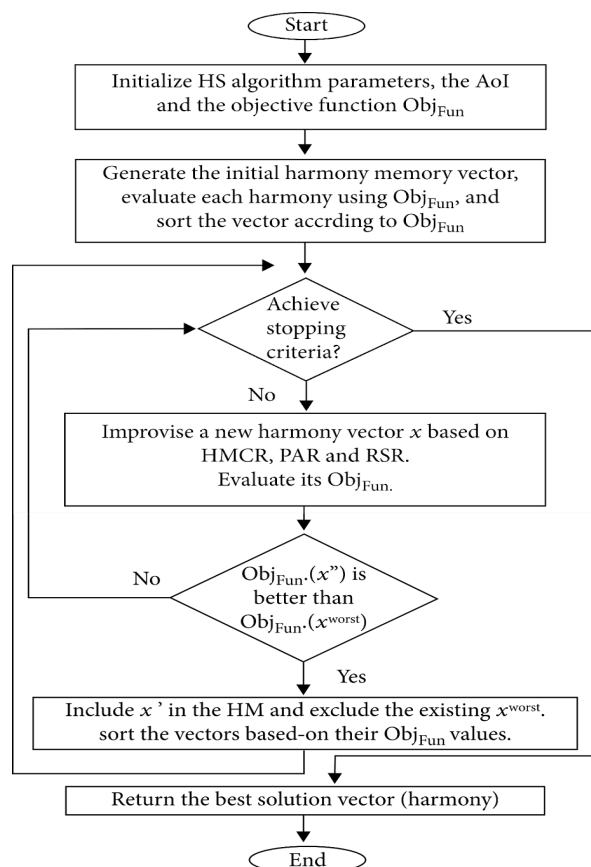 Start
Initialize HS algorithm parameters, the AoI
and the objective function ObjFun
Generate the initial harmony memory vector,
evaluate each harmony using ObjFun, and
sort the vector accrding to ObjFun
Achieve
stopping
criteria?
Yes
No
Improvise a new harmony vector x based on
HMCR, PAR and RSR.
Evaluate its ObjFun.
No
ObjFun.(x”) is
better than
ObjFun.(xworst)
Yes
Include x ’ in the HM and exclude the existing xworst.
sort the vectors based-on their ObjFun values.
Return the best solution vector (harmony)
End